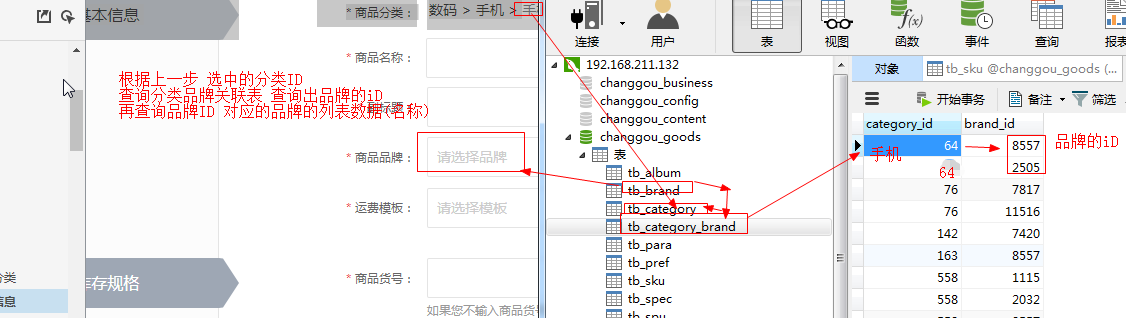 基本信息
* 商品分类：
数码 > 手机 > 手
* 商品名称：
根据上一步 选中的分类ID
查询分类品牌关联表 查询出品牌的iD
再查询品牌ID 对应的品牌的列表数据(名称)
* 商品品牌：
请选择品牌
* 运费模板：
请选择模板
分类
信息
库存规格
* 商品货号：
如果您不输入商品货号
连接
用户
表
视图
函数
事件
查询
报表
192.168.211.132
changgou_business
changgou_config
changgou_content
changgou_goods
表
tb_album
tb_brand
tb_category
tb_category_brand
tb_para
tb_pref
tb_sku
tb_spec
tb_spu
对象
tb_sku @changgou_goods (...
开始事务
备注
筛选
category_id brand_id
64 8557
手机
64 2505
品牌的iD
76 7817
76 11516
142 7420
163 8557
558 1115
558 2032